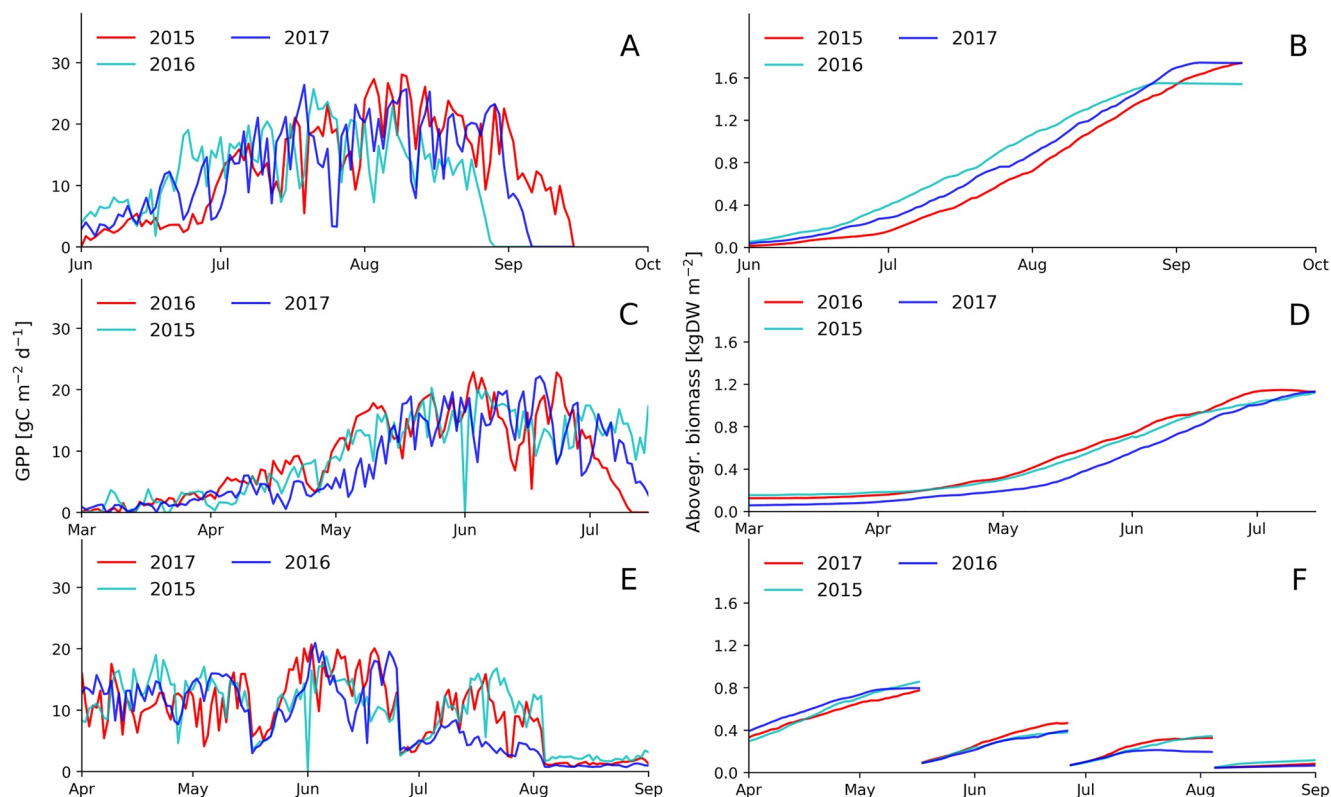 2015 2017
2016
A
30
20
10
0
Jun Jul Aug Sep Oct
2015 2017
2016
B
1.6
1.2
0.8
0.4
0.0
Jun Jul Aug Sep Oct
GPP [gC m⁻² d⁻¹]
2016 2017
2015
C
30
20
10
0
Mar Apr May Jun Jul
Abovegr. biomass [kgDW m⁻²]
2016 2017
2015
D
1.6
1.2
0.8
0.4
0.0
Mar Apr May Jun Jul
2017 2016
2015
E
30
20
10
0
Apr May Jun Jul Aug Sep
2017 2016
2015
F
1.6
1.2
0.8
0.4
0.0
Apr May Jun Jul Aug Sep